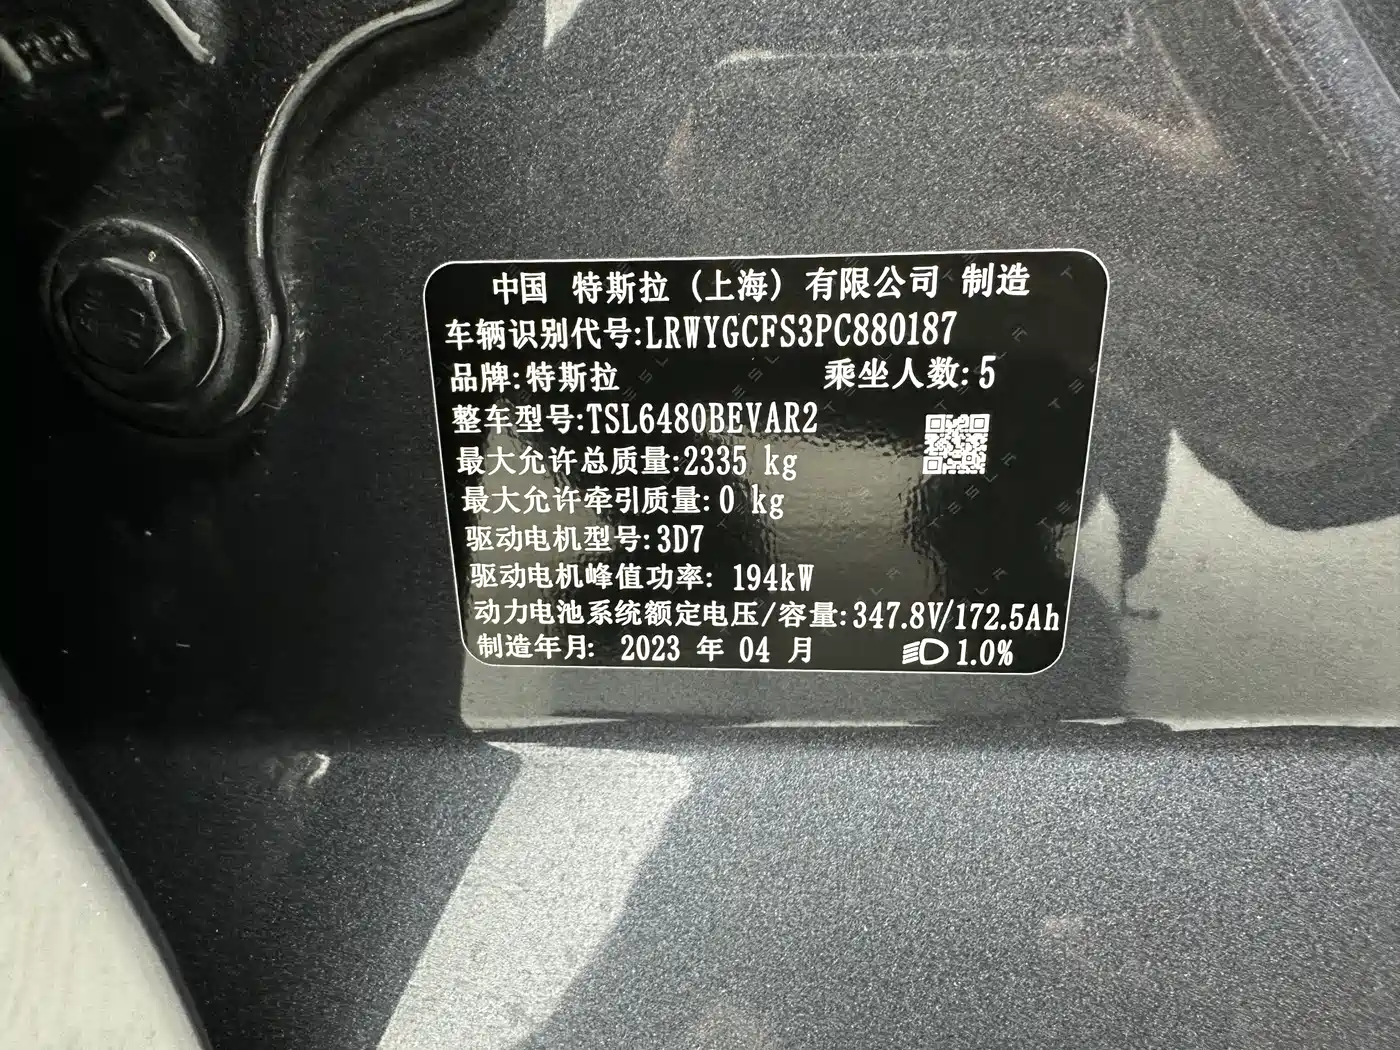 中国 特斯拉（上海）有限公司 制造
车辆识别代号:LRWYGCFS3PC880187
品牌:特斯拉 乘坐人数:5
整车型号:TSL6480BEVAR2
最大允许总质量:2335 kg
最大允许牵引质量:0 kg
驱动电机型号:3D7
驱动电机峰值功率: 194kW
动力电池系统额定电压/容量:347.8V/172.5Ah
制造年月: 2023 年 04 月 1.0%